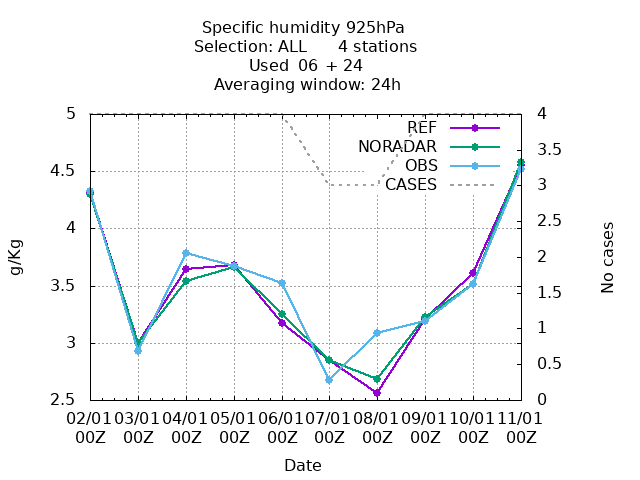 Specific humidity 925hPa
Selection: ALL      4 stations
Used  06 + 24
Averaging window: 24h
5
4.5
4
3.5
3
2.5
4
3.5
3
2.5
2
1.5
1
0.5
0
REF
NORADAR
OBS
CASES
g/Kg
No cases
02/01 03/01 04/01 05/01 06/01 07/01 08/01 09/01 10/01 11/01
00Z 00Z 00Z 00Z 00Z 00Z 00Z 00Z 00Z 00Z
Date